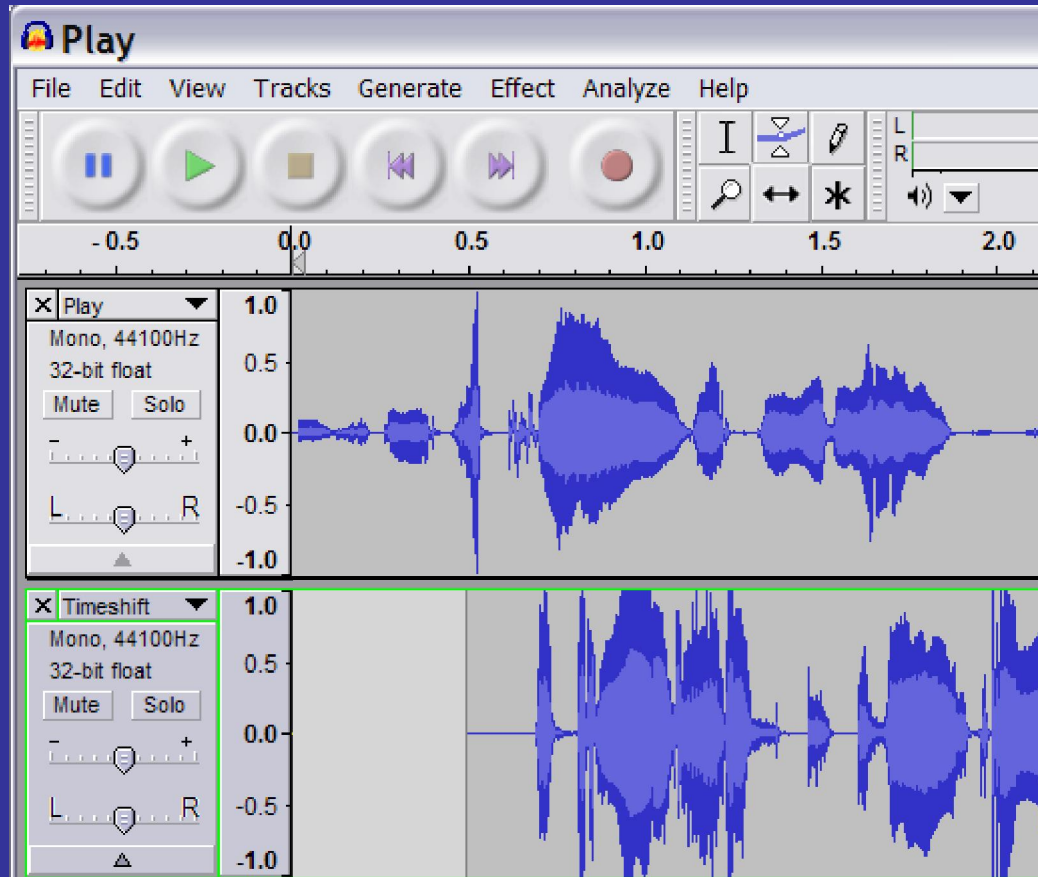 Play
File Edit View Tracks Generate Effect Analyze Help
L
R
- 0.5 0.0 0.5 1.0 1.5 2.0
X Play
Mono, 44100Hz
32-bit float
Mute Solo
- +
L R
1.0
0.5
0.0
-0.5
-1.0
X Timeshift
Mono, 44100Hz
32-bit float
Mute Solo
- +
L R
1.0
0.5
0.0
-0.5
-1.0